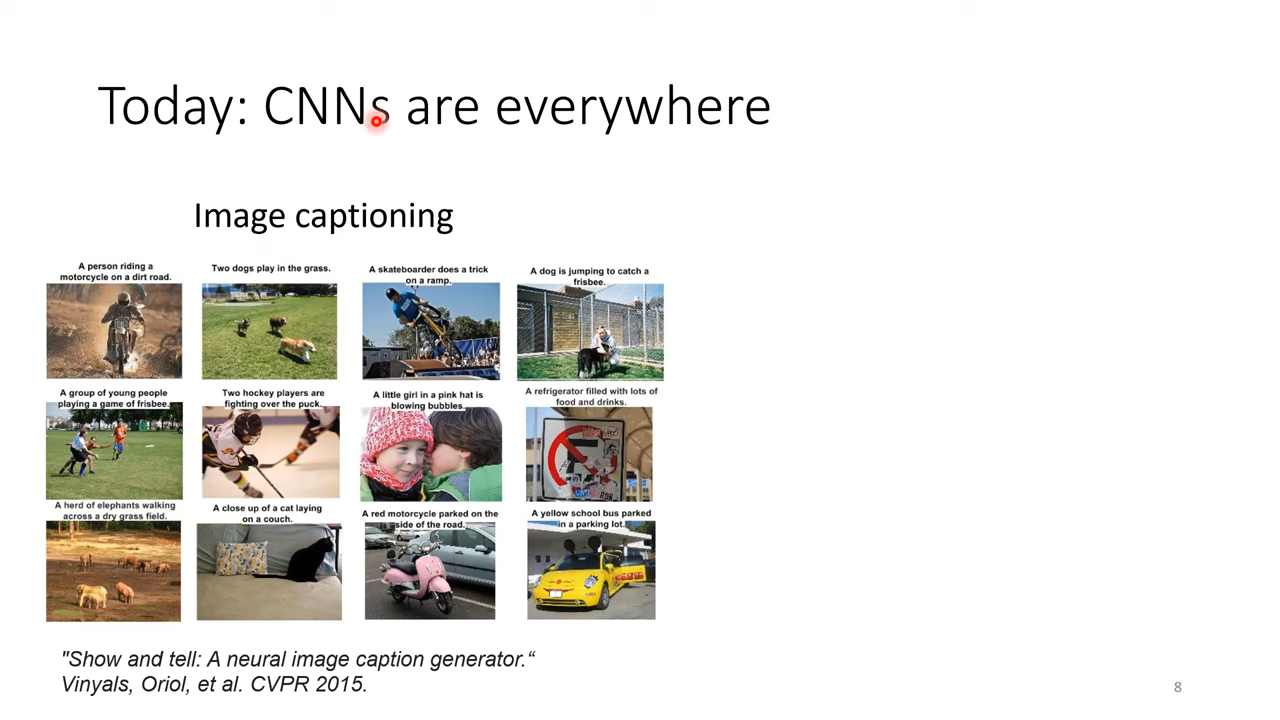 Today: CNNs are everywhere
Image captioning
A person riding a
motorcycle on a dirt road.
Two dogs play in the grass.
A skateboarder does a trick
on a ramp.
A dog is jumping to catch a
frisbee.
A group of young people
playing a game of frisbee.
Two hockey players are
fighting over the puck.
A little girl in a pink hat is
blowing bubbles.
A refrigerator filled with lots of
food and drinks.
A herd of elephants walking
across a dry grass field.
A close up of a cat laying
on a couch.
A red motorcycle parked on the
side of the road.
A yellow school bus parked
in a parking lot.
"Show and tell: A neural image caption generator.“
Vinyals, Oriol, et al. CVPR 2015.
8